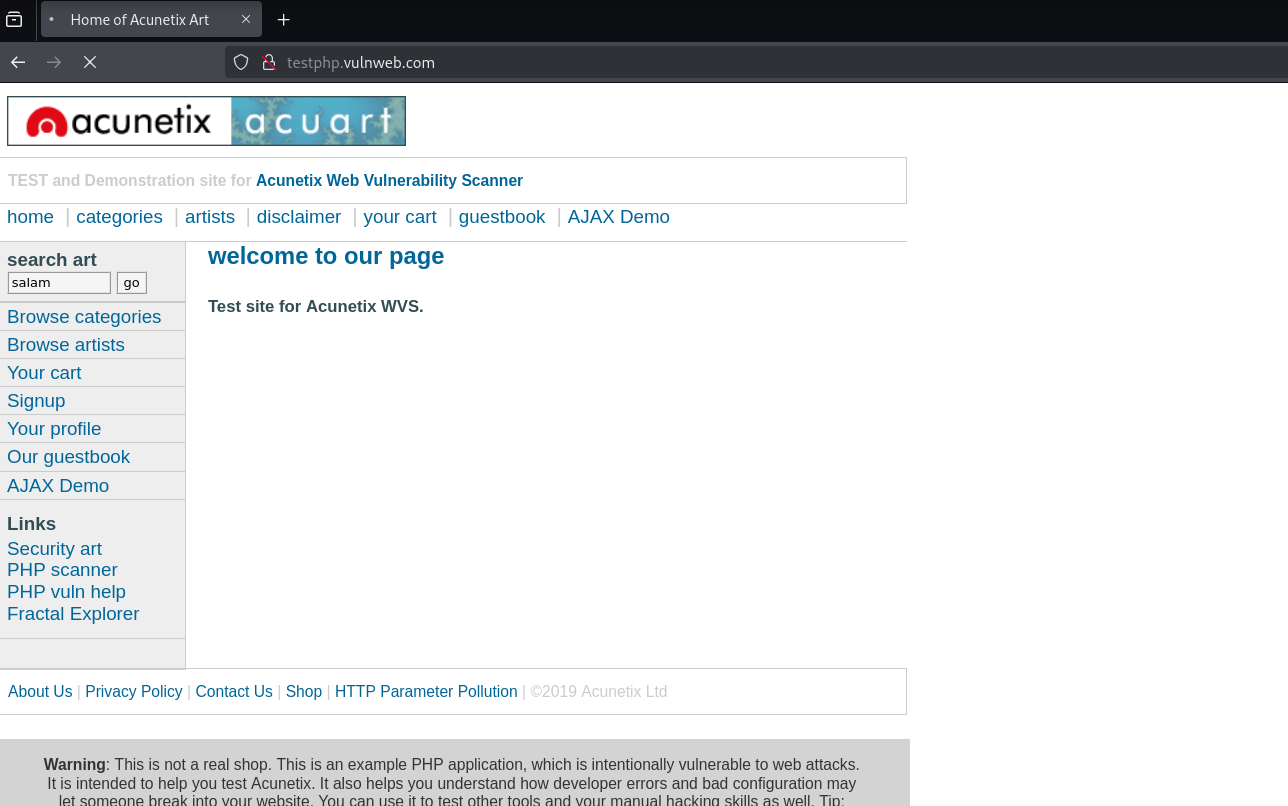 Home of Acunetix Art
testphp.vulnweb.com
acunetix acuart
TEST and Demonstration site for Acunetix Web Vulnerability Scanner
home | categories | artists | disclaimer | your cart | guestbook | AJAX Demo
search art
salam go
Browse categories
Browse artists
Your cart
Signup
Your profile
Our guestbook
AJAX Demo
Links
Security art
PHP scanner
PHP vuln help
Fractal Explorer
welcome to our page
Test site for Acunetix WVS.
About Us | Privacy Policy | Contact Us | Shop | HTTP Parameter Pollution | ©2019 Acunetix Ltd
Warning: This is not a real shop. This is an example PHP application, which is intentionally vulnerable to web attacks.
It is intended to help you test Acunetix. It also helps you understand how developer errors and bad configuration may
let someone break into your website. You can use it to test other tools and your manual hacking skills as well. Tip: